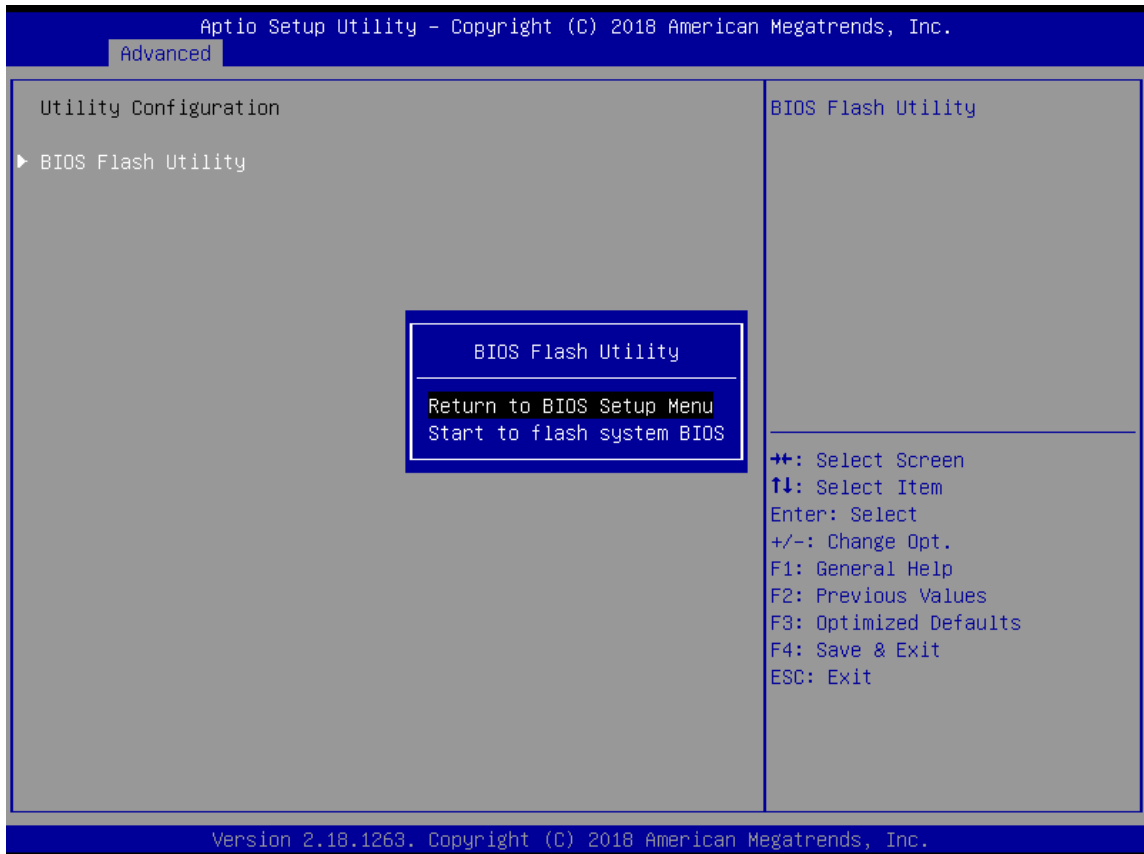 Aptio Setup Utility – Copyright (C) 2018 American Megatrends, Inc.
Advanced
Utility Configuration
▶ BIOS Flash Utility
BIOS Flash Utility
BIOS Flash Utility
Return to BIOS Setup Menu
Start to flash system BIOS
→←: Select Screen
↑↓: Select Item
Enter: Select
+/-: Change Opt.
F1: General Help
F2: Previous Values
F3: Optimized Defaults
F4: Save & Exit
ESC: Exit
Version 2.18.1263. Copyright (C) 2018 American Megatrends, Inc.